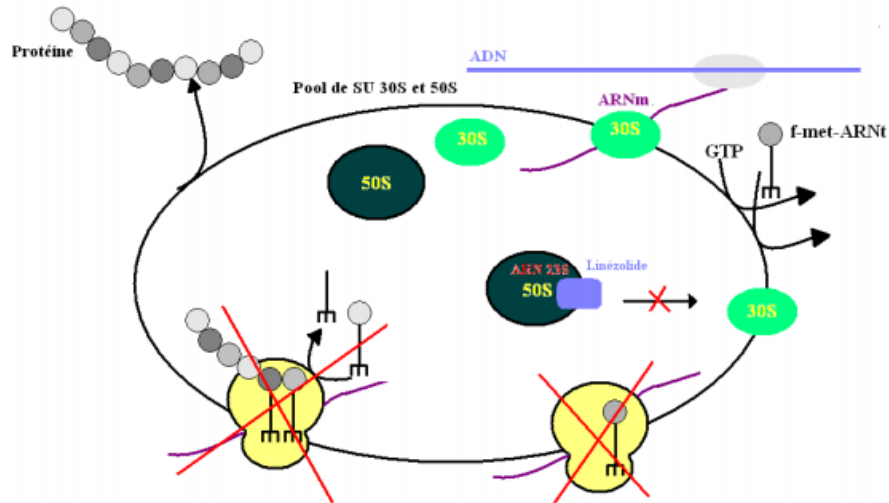 Protéine
ADN
Pool de SU 30S et 50S
ARNm
30S
30S
f-met-ARNt
GTP
50S
ARN 23S
Linézolide
50S
30S